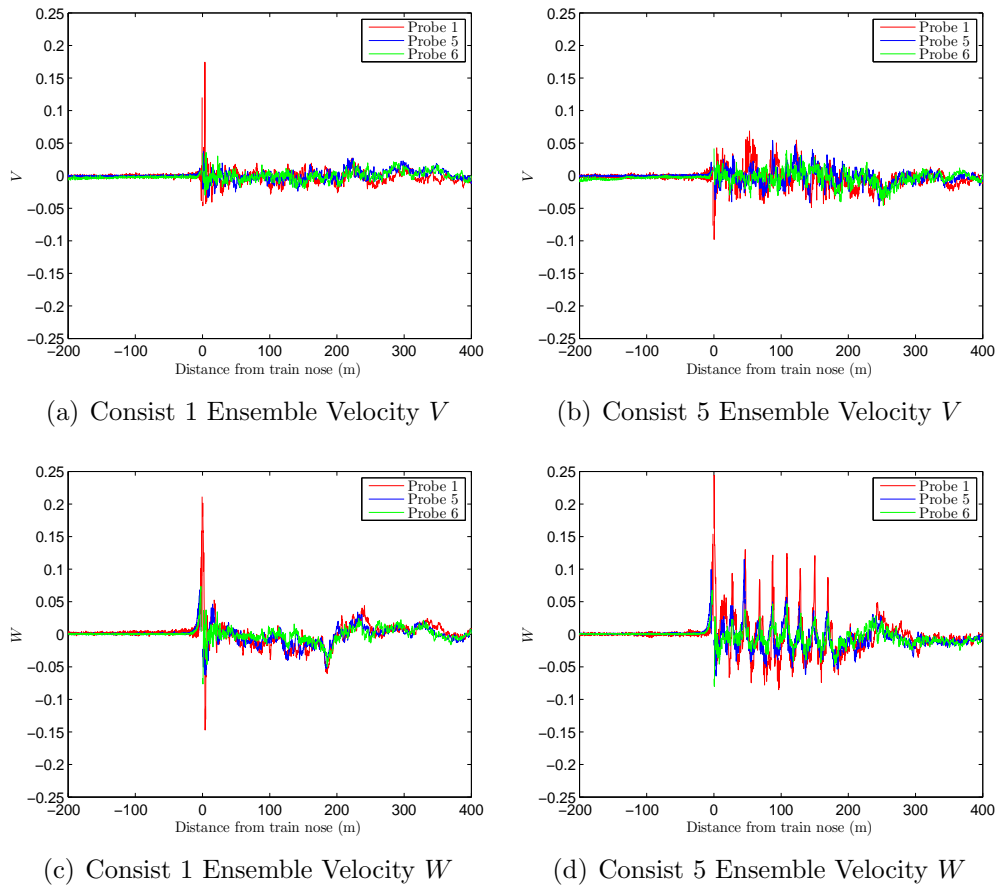 Probe 1
Probe 5
Probe 6
0.25
0.2
0.15
0.1
0.05
0
−0.05
−0.1
−0.15
−0.2
−0.25
V
−200 −100 0 100 200 300 400
Distance from train nose (m)
(a) Consist 1 Ensemble Velocity V
Probe 1
Probe 5
Probe 6
0.25
0.2
0.15
0.1
0.05
0
−0.05
−0.1
−0.15
−0.2
−0.25
V
−200 −100 0 100 200 300 400
Distance from train nose (m)
(b) Consist 5 Ensemble Velocity V
Probe 1
Probe 5
Probe 6
0.25
0.2
0.15
0.1
0.05
0
−0.05
−0.1
−0.15
−0.2
−0.25
W
−200 −100 0 100 200 300 400
Distance from train nose (m)
(c) Consist 1 Ensemble Velocity W
Probe 1
Probe 5
Probe 6
0.25
0.2
0.15
0.1
0.05
0
−0.05
−0.1
−0.15
−0.2
−0.25
W
−200 −100 0 100 200 300 400
Distance from train nose (m)
(d) Consist 5 Ensemble Velocity W